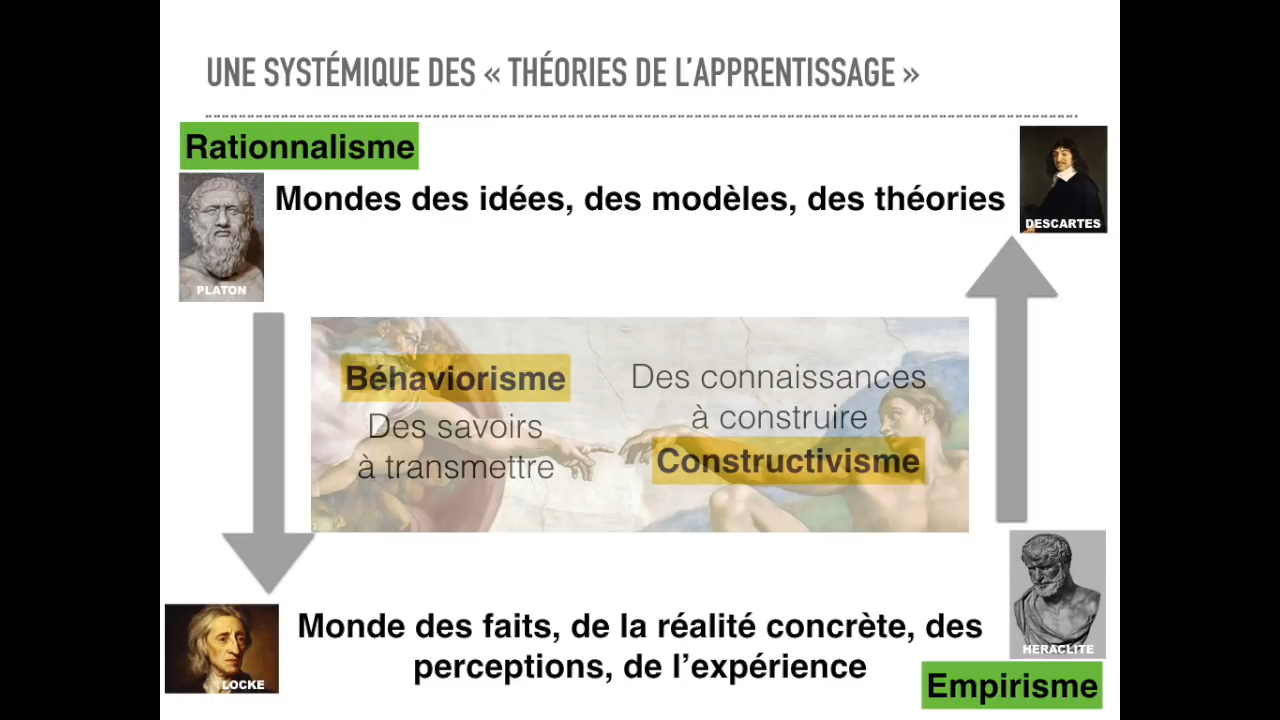 UNE SYSTÉMIQUE DES « THÉORIES DE L’APPRENTISSAGE »
Rationnalisme
Mondes des idées, des modèles, des théories
DESCARTES
PLATON
Béhaviorisme
Des savoirs
à transmettre
Des connaissances
à construire
Constructivisme
Monde des faits, de la réalité concrète, des
perceptions, de l’expérience
HERACLITE
LOCKE
Empirisme